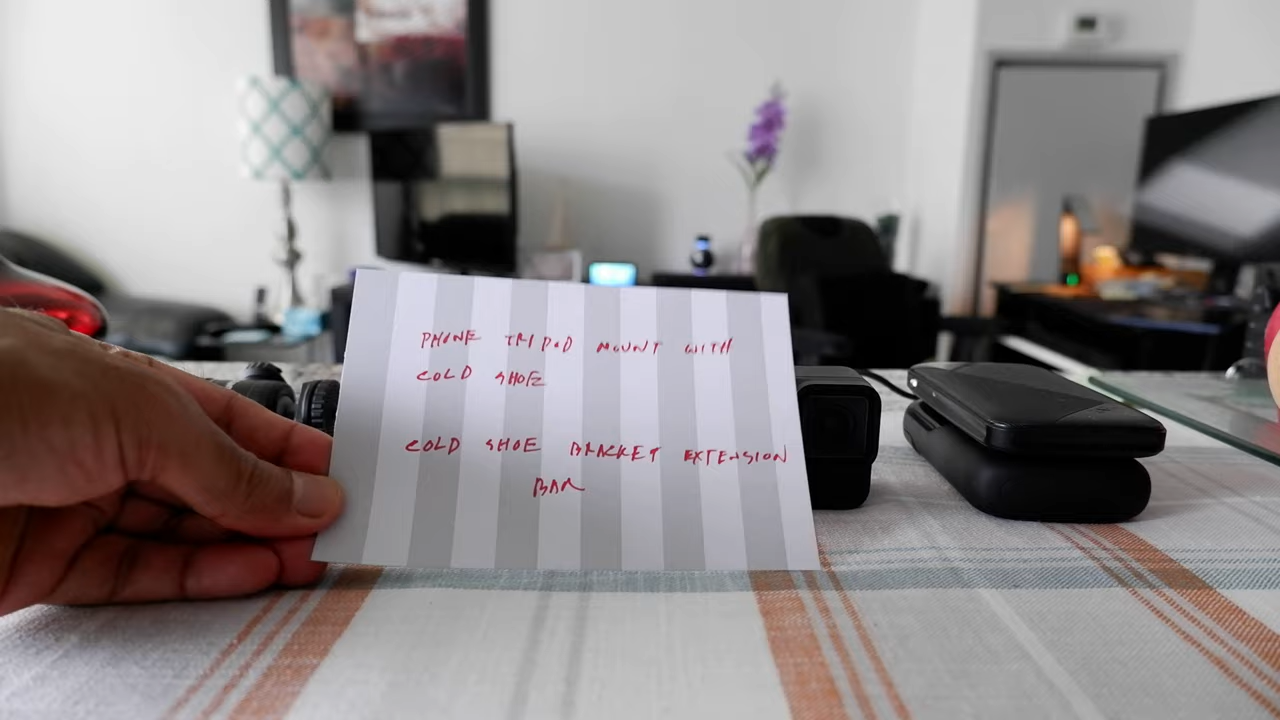 PHONE TRIPOD MOUNT WITH
COLD SHOE
COLD SHOE BRACKET EXTENSION
BAR